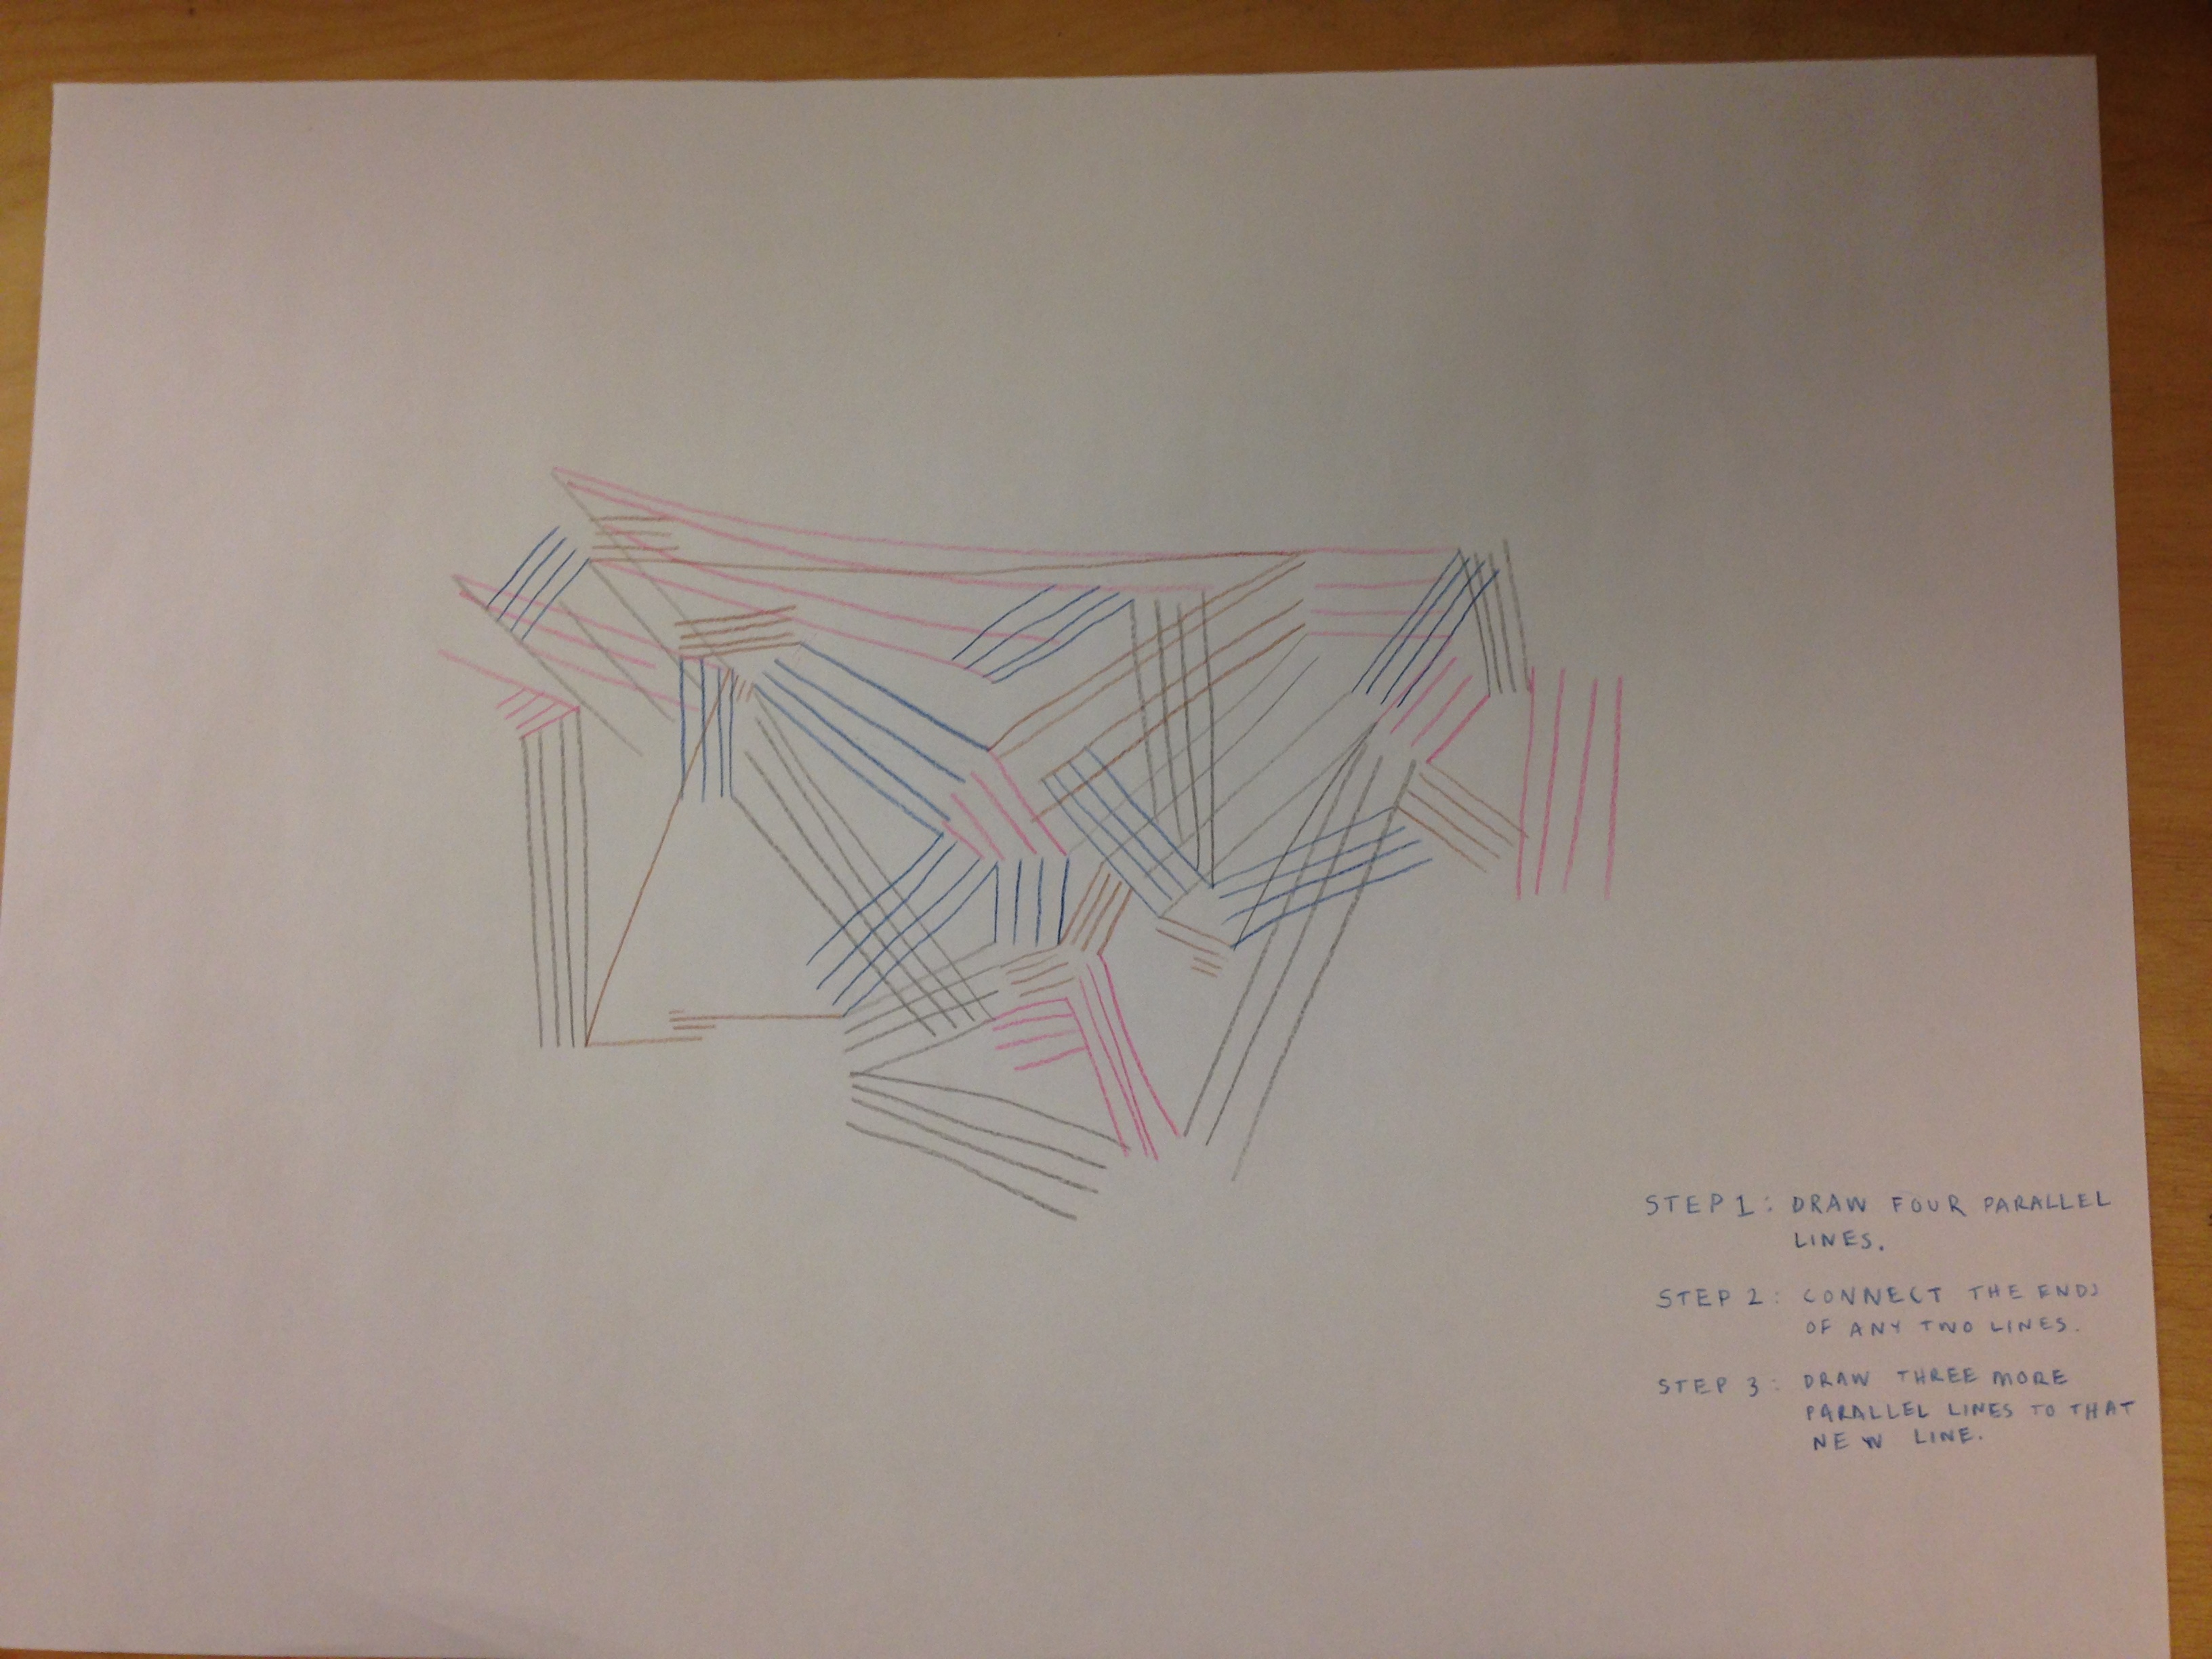 STEP 1: DRAW FOUR PARALLEL
LINES.
STEP 2: CONNECT THE ENDS
OF ANY TWO LINES.
STEP 3: DRAW THREE MORE
PARALLEL LINES TO THAT
NEW LINE.